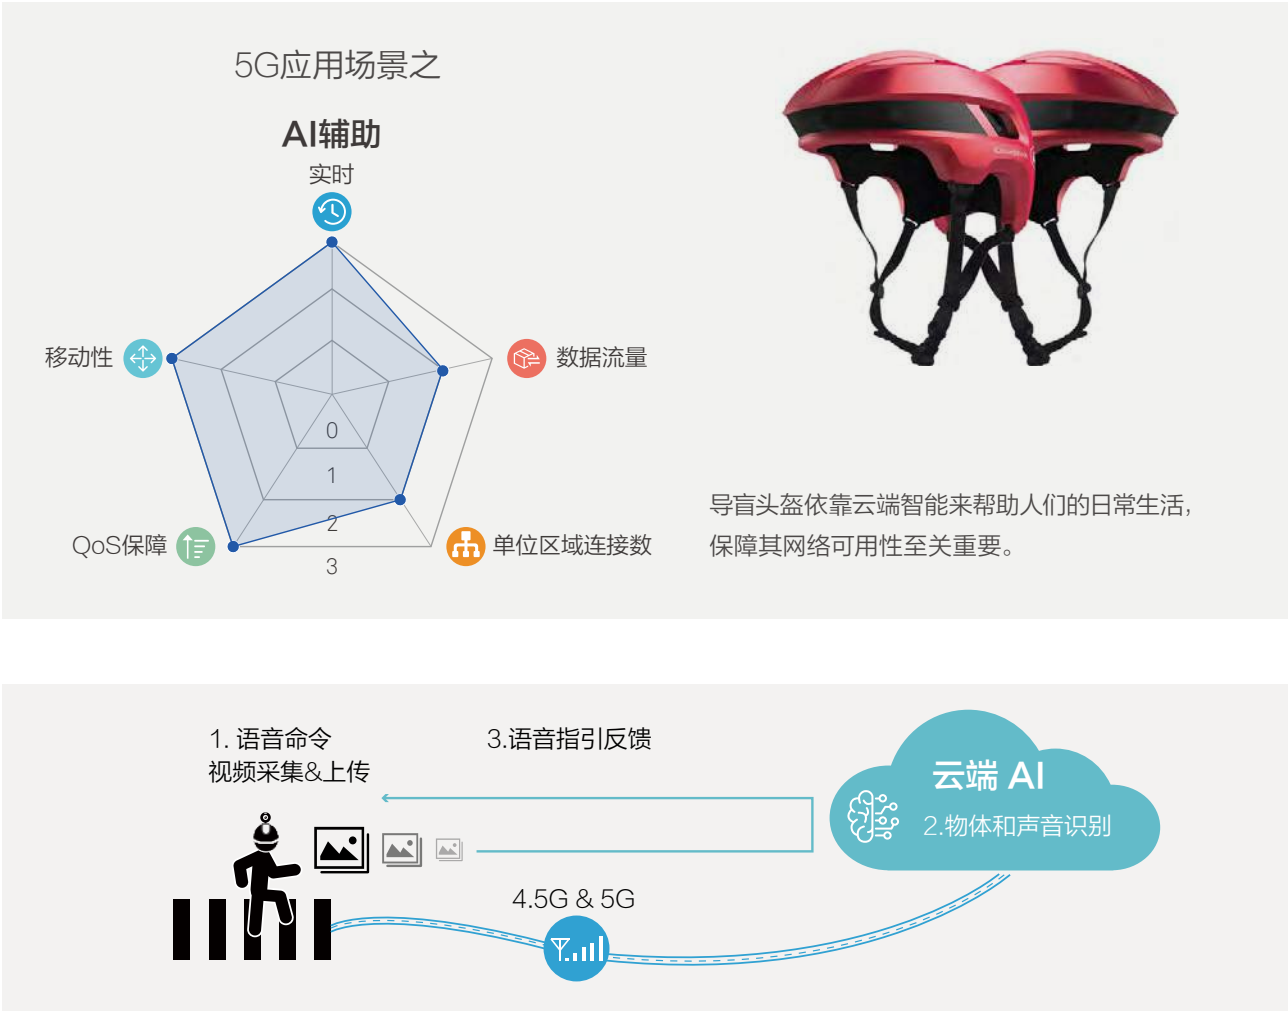 5G应用场景之
AI辅助
实时
移动性
数据流量
0
1
2
3
QoS保障
单位区域连接数
导盲头盔依靠云端智能来帮助人们的日常生活，
保障其网络可用性至关重要。
1. 语音命令
视频采集&上传
3.语音指引反馈
云端 AI
2.物体和声音识别
4.5G & 5G